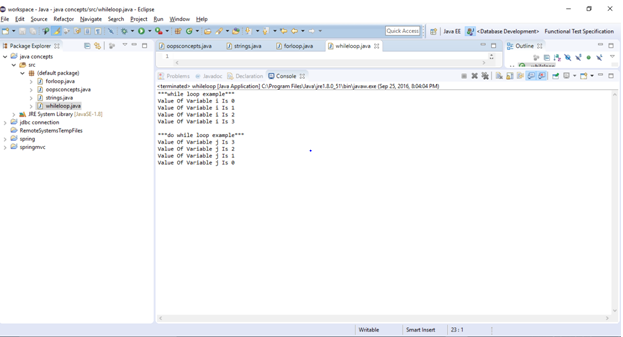 workspace - Java - java concepts/src/whileloop.java - Eclipse
File Edit Source Refactor Navigate Search Project Run Window Help
Quick Access
Java EE
<Database Development>
Functional Test Specification
Package Explorer
oopsconcepts.java
strings.java
forloop.java
whileloop.java
Outline
java concepts
src
(default package)
forloop.java
oopsconcepts.java
strings.java
whileloop.java
JRE System Library [JavaSE-1.8]
jdbc connection
RemoteSystemsTempFiles
spring
springmvc
1
whileloop
Problems
Javadoc
Declaration
Console
<terminated> whileloop [Java Application] C:\Program Files\Java\jre1.8.0_51\bin\javaw.exe (Sep 25, 2016, 8:04:04 PM)
***while loop example***
Value Of Variable i Is 0
Value Of Variable i Is 1
Value Of Variable i Is 2
Value Of Variable i Is 3
***do while loop example***
Value Of Variable j Is 3
Value Of Variable j Is 2
Value Of Variable j Is 1
Value Of Variable j Is 0
Writable
Smart Insert
23 : 1